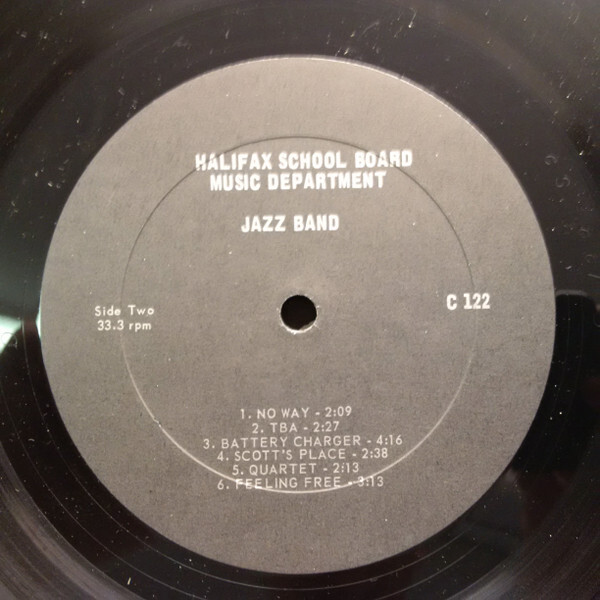 HALIFAX SCHOOL BOARD
MUSIC DEPARTMENT
JAZZ BAND
Side Two
33.3 rpm
C 122
1. NO WAY - 2:09
2. TBA - 2:27
3. BATTERY CHARGER - 4:16
4. SCOTT'S PLACE - 2:38
5. QUARTET - 2:13
6. FEELING FREE - 3:13